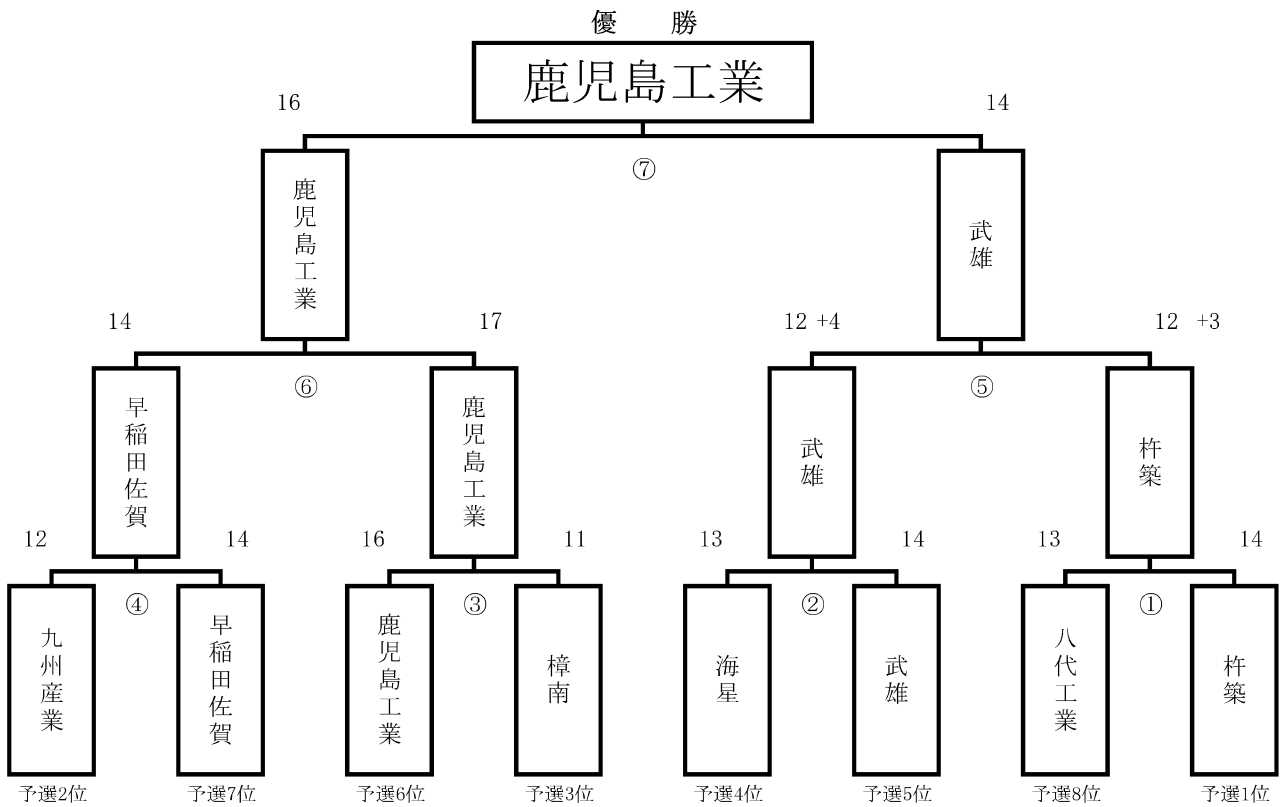 優　勝
鹿児島工業
16
14
⑦
鹿児島工業
武雄
14
17
12 +4
12 +3
⑥
⑤
早稲田佐賀
鹿児島工業
武雄
杵築
12
14
16
11
13
14
13
14
④
③
②
①
九州産業
早稲田佐賀
鹿児島工業
樟南
海星
武雄
八代工業
杵築
予選2位
予選7位
予選6位
予選3位
予選4位
予選5位
予選8位
予選1位